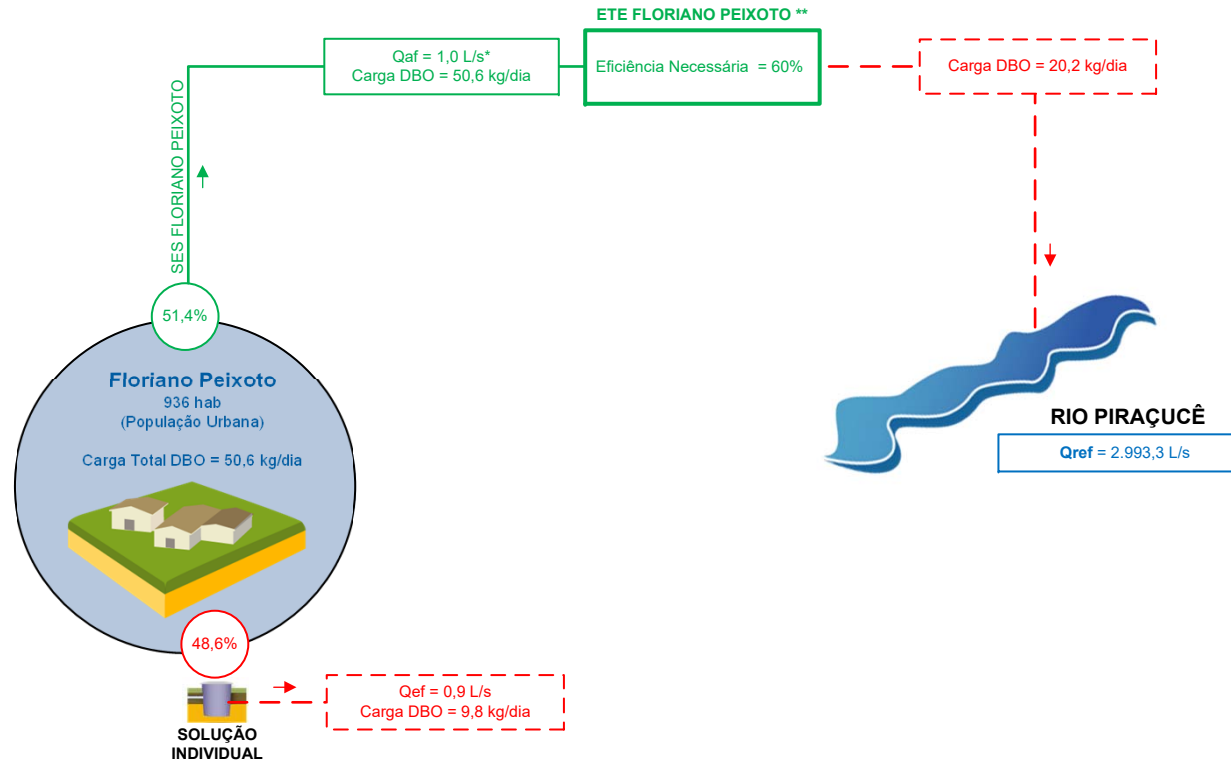 ETE FLORIANO PEIXOTO **
Qaf = 1,0 L/s*
Carga DBO = 50,6 kg/dia
Eficiência Necessária = 60%
Carga DBO = 20,2 kg/dia
SES FLORIANO PEIXOTO
51,4%
Floriano Peixoto
936 hab
(População Urbana)
Carga Total DBO = 50,6 kg/dia
RIO PIRAÇUCÊ
Qref = 2.993,3 L/s
48,6%
Qef = 0,9 L/s
Carga DBO = 9,8 kg/dia
SOLUÇÃO
INDIVIDUAL